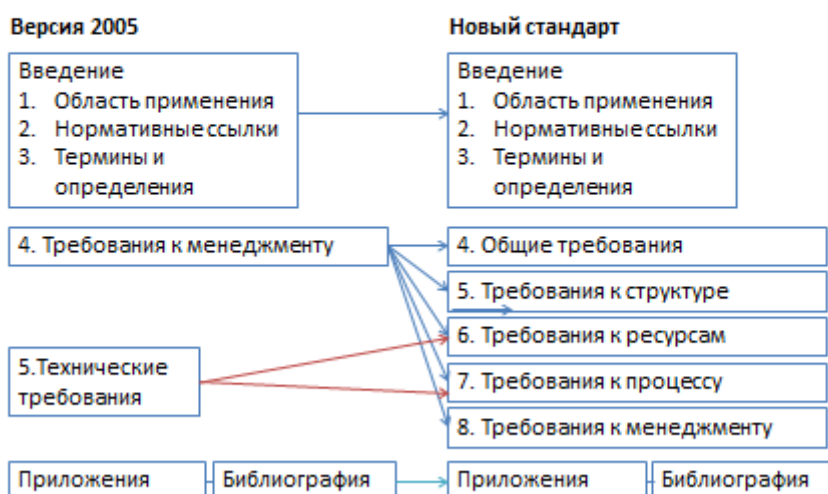 Версия 2005
Новый стандарт
Введение
1. Область применения
2. Нормативные ссылки
3. Термины и
определения
Введение
1. Область применения
2. Нормативные ссылки
3. Термины и
определения
4. Требования к менеджменту
4. Общие требования
5. Требования к структуре
6. Требования к ресурсам
5.Технические
требования
7. Требования к процессу
8. Требования к менеджменту
Приложения
Библиография
Приложения
Библиография